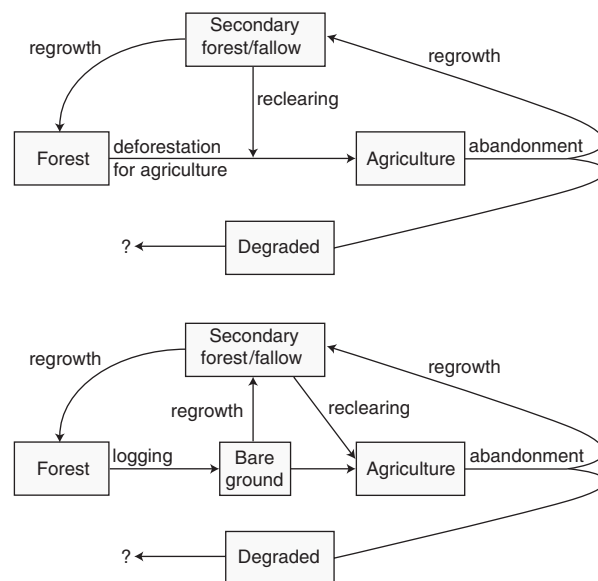 Secondary
forest/fallow
regrowth
regrowth
reclearing
Forest
deforestation
for agriculture
Agriculture
abandonment
?
Degraded
Secondary
forest/fallow
regrowth
regrowth
regrowth
reclearing
Forest
logging
Bare
ground
Agriculture
abandonment
?
Degraded